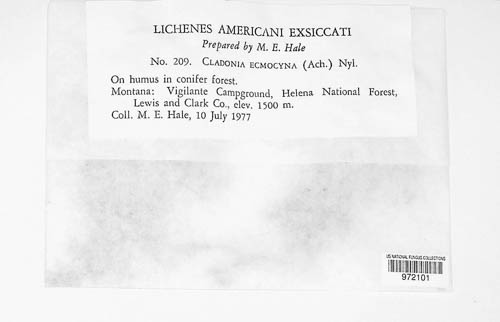 LICHENES AMERICANI EXSICCATI
Prepared by M. E. Hale
No. 209. CLADONIA ECMOCYNA (Ach.) Nyl.
On humus in conifer forest.
Montana: Vigilante Campground, Helena National Forest,
Lewis and Clark Co., elev. 1500 m.
Coll. M. E. Hale, 10 July 1977
US NATIONAL FUNGUS COLLECTIONS
972101